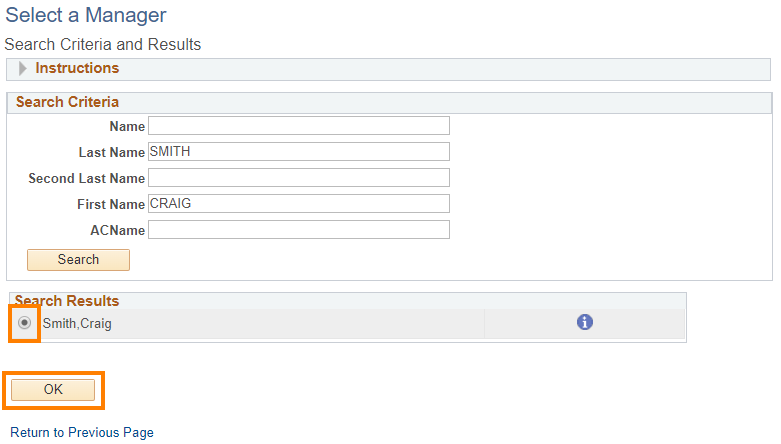 Select a Manager
Search Criteria and Results
Instructions
Search Criteria
Name
Last Name SMITH
Second Last Name
First Name CRAIG
ACName
Search
Search Results
Smith,Craig i
OK
Return to Previous Page